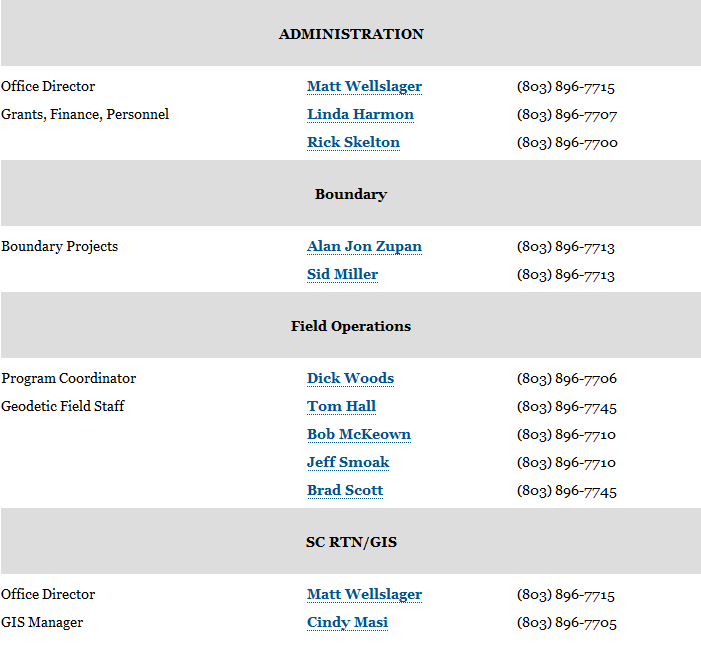 ADMINISTRATION
Office Director Matt Wellslager (803) 896-7715
Grants, Finance, Personnel Linda Harmon (803) 896-7707
Rick Skelton (803) 896-7700
Boundary
Boundary Projects Alan Jon Zupan (803) 896-7713
Sid Miller (803) 896-7713
Field Operations
Program Coordinator Dick Woods (803) 896-7706
Geodetic Field Staff Tom Hall (803) 896-7745
Bob McKeown (803) 896-7710
Jeff Smoak (803) 896-7710
Brad Scott (803) 896-7745
SC RTN/GIS
Office Director Matt Wellslager (803) 896-7715
GIS Manager Cindy Masi (803) 896-7705